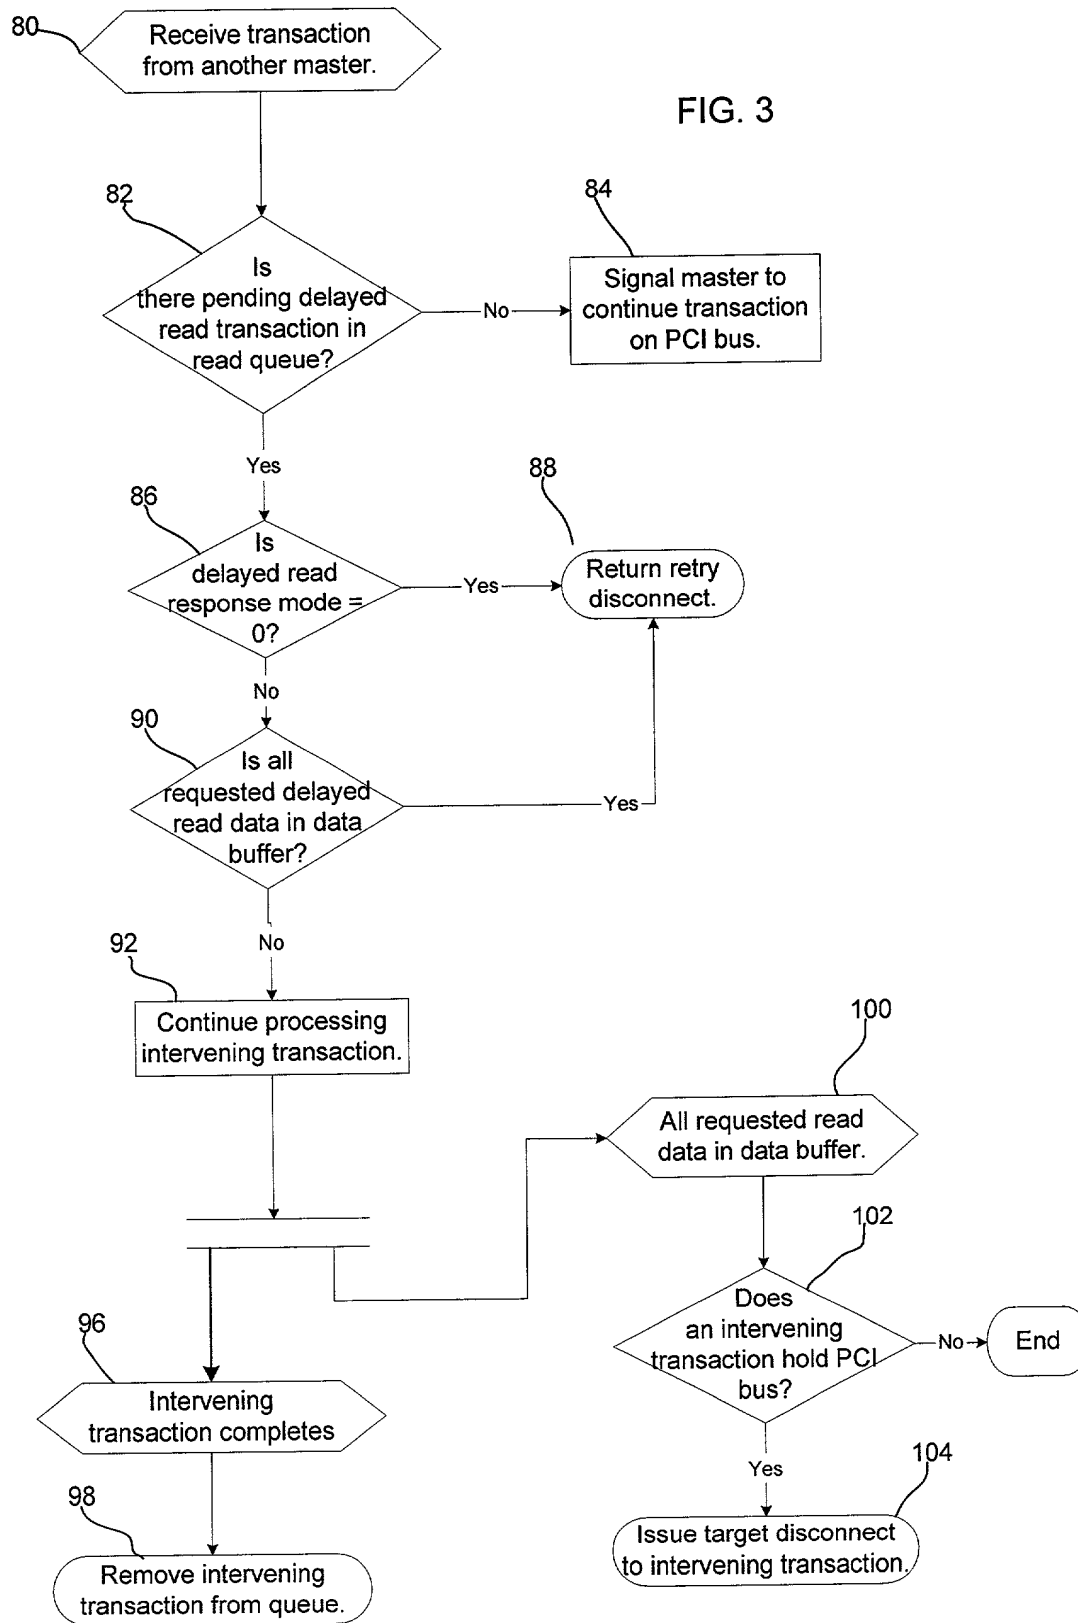 80
Receive transaction
from another master.
FIG. 3
82
Is
there pending delayed
read transaction in
read queue?
No
84
Signal master to
continue transaction
on PCI bus.
Yes
86
Is
delayed read
response mode =
0?
Yes
88
Return retry
disconnect.
No
90
Is all
requested delayed
read data in data
buffer?
Yes
No
92
Continue processing
intervening transaction.
100
All requested read
data in data buffer.
102
Does
an intervening
transaction hold PCI
bus?
No
End
96
Intervening
transaction completes
Yes
104
Issue target disconnect
to intervening transaction.
98
Remove intervening
transaction from queue.